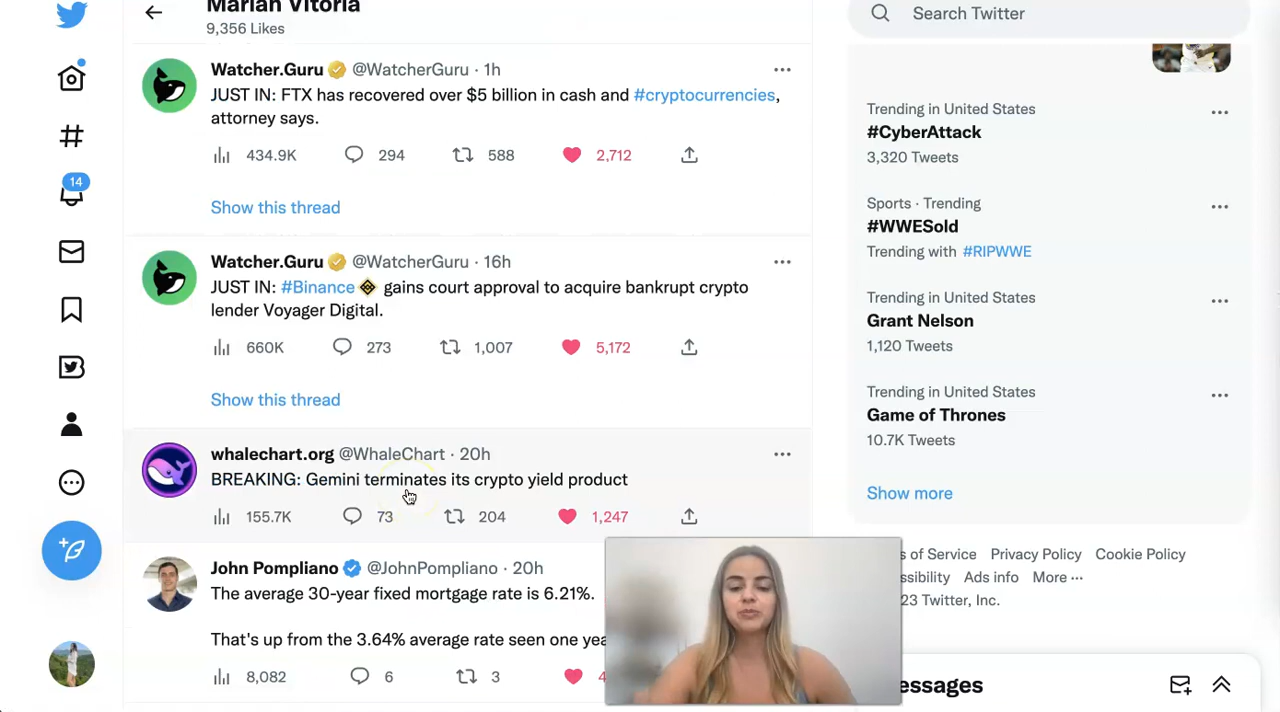 Marian Vitoria
9,356 Likes
Watcher.Guru @WatcherGuru · 1h
JUST IN: FTX has recovered over $5 billion in cash and #cryptocurrencies,
attorney says.
434.9K 294 588 2,712
Show this thread
Watcher.Guru @WatcherGuru · 16h
JUST IN: #Binance gains court approval to acquire bankrupt crypto
lender Voyager Digital.
660K 273 1,007 5,172
Show this thread
whalechart.org @WhaleChart · 20h
BREAKING: Gemini terminates its crypto yield product
155.7K 73 204 1,247
John Pompliano @JohnPompliano · 20h
The average 30-year fixed mortgage rate is 6.21%.
That's up from the 3.64% average rate seen one yea
8,082 6 3 4
14
Search Twitter
Trending in United States
#CyberAttack
3,320 Tweets
Sports · Trending
#WWESold
Trending with #RIPWWE
Trending in United States
Grant Nelson
1,120 Tweets
Trending in United States
Game of Thrones
10.7K Tweets
Show more
s of Service Privacy Policy Cookie Policy
ssibility Ads info More
23 Twitter, Inc.
essages